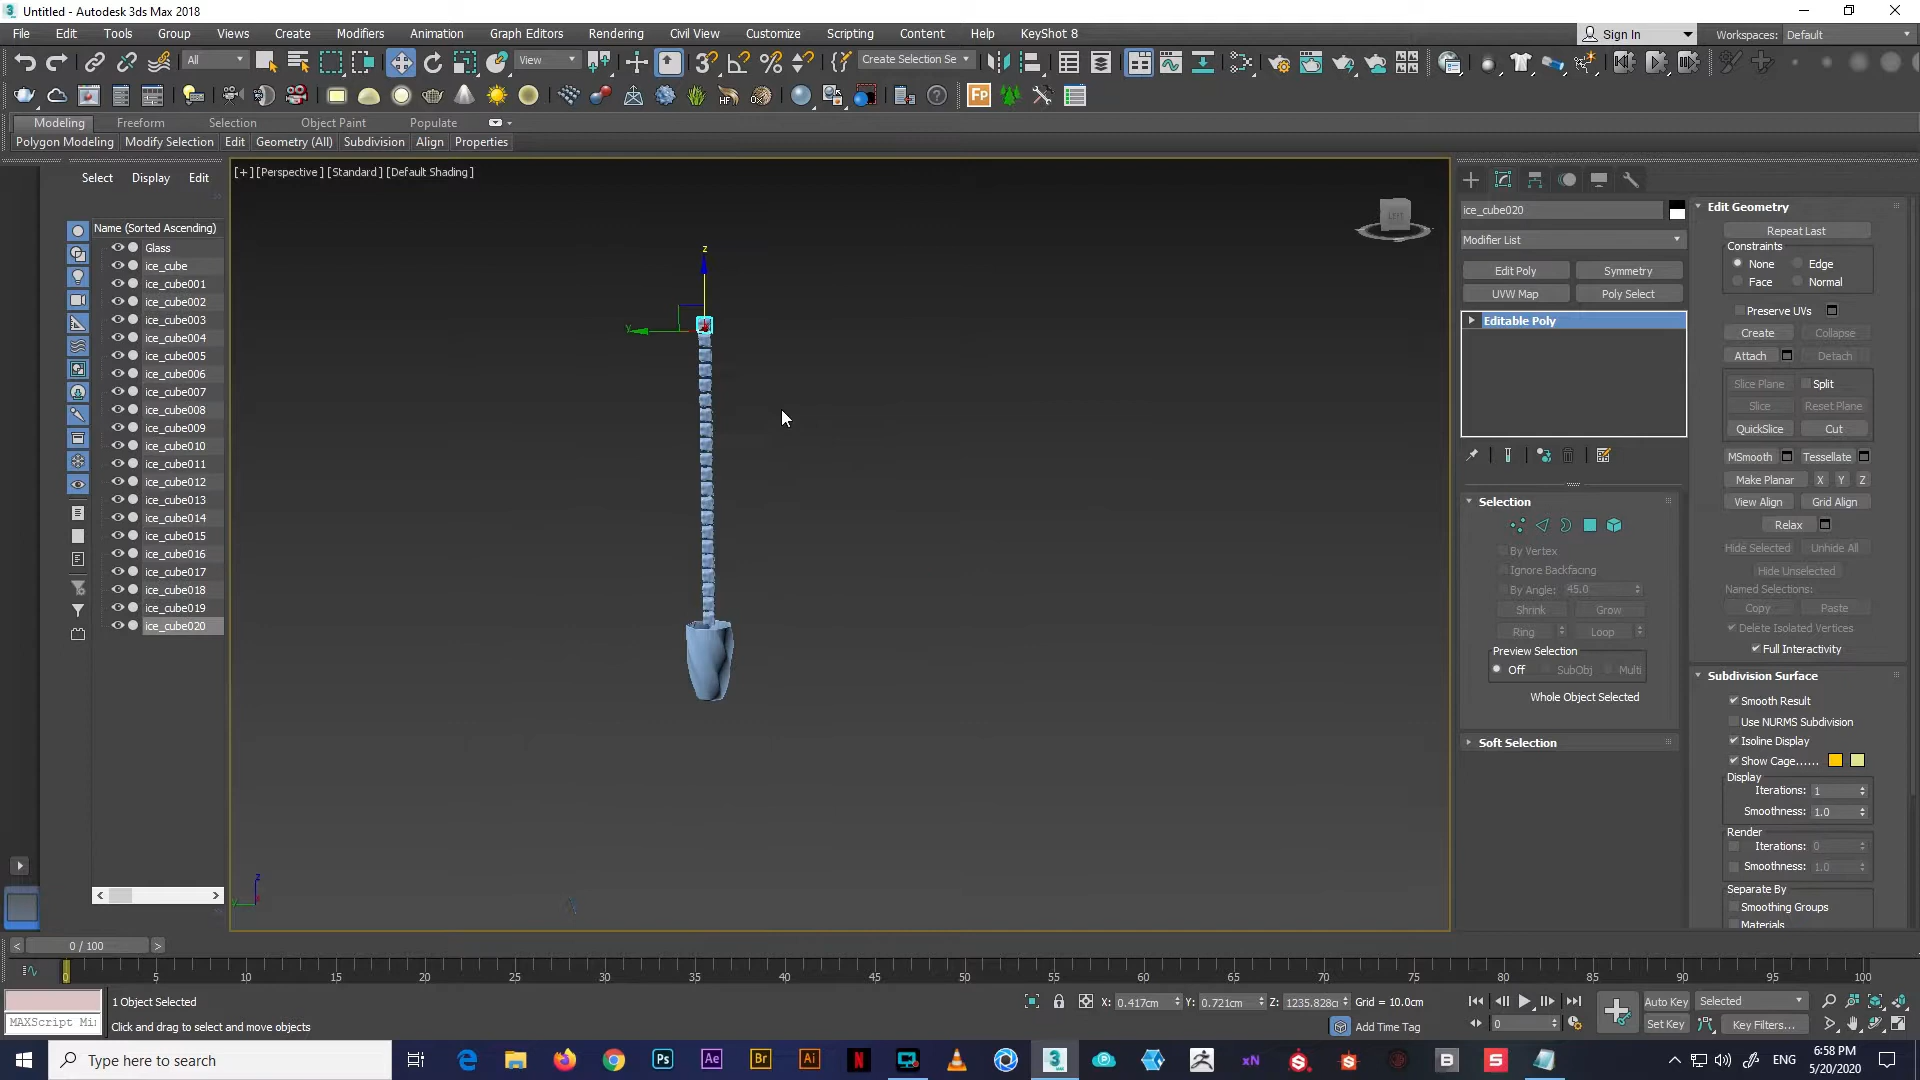 Untitled - Autodesk 3ds Max 2018
File Edit Tools Group Views Create Modifiers Animation Graph Editors Rendering Civil View Customize Scripting Content Help KeyShot 8 Sign In Workspaces: Default
All View Create Selection Se
Modeling Freeform Selection Object Paint Populate
Polygon Modeling Modify Selection Edit Geometry (All) Subdivision Align Properties
[+] [Perspective] [Standard] [Default Shading]
Select Display Edit
Name (Sorted Ascending)
Glass
ice_cube
ice_cube001
ice_cube002
ice_cube003
ice_cube004
ice_cube005
ice_cube006
ice_cube007
ice_cube008
ice_cube009
ice_cube010
ice_cube011
ice_cube012
ice_cube013
ice_cube014
ice_cube015
ice_cube016
ice_cube017
ice_cube018
ice_cube019
ice_cube020
z
y
z
ice_cube020
Modifier List
Edit Poly Symmetry
UVW Map Poly Select
Editable Poly
Selection
By Vertex
Ignore Backfacing
By Angle: 45.0
Shrink Grow
Ring Loop
Preview Selection
Off SubObj Multi
Whole Object Selected
Soft Selection
Edit Geometry
Repeat Last
Constraints
None Edge
Face Normal
Preserve UVs
Create Collapse
Attach Detach
Slice Plane Split
Slice Reset Plane
QuickSlice Cut
MSmooth Tessellate
Make Planar X Y Z
View Align Grid Align
Relax
Hide Selected Unhide All
Hide Unselected
Named Selections:
Copy Paste
Delete Isolated Vertices
Full Interactivity
Subdivision Surface
Smooth Result
Use NURMS Subdivision
Isoline Display
Show Cage......
Display
Iterations: 1
Smoothness: 1.0
Render
Iterations: 0
Smoothness: 1.0
Separate By
Smoothing Groups
Materials
0 / 100
0 5 10 15 20 25 30 35 40 45 50 55 60 65 70 75 80 85 90 95 100
1 Object Selected
X: 0.417cm Y: 0.721cm Z: 1235.828c Grid = 10.0cm
Auto Key Selected
MAXScript Mi
Click and drag to select and move objects
Add Time Tag
0
Set Key Key Filters...
Type here to search
Ps Ae Br Ai N 3 xN B S
ENG
6:58 PM
5/20/2020